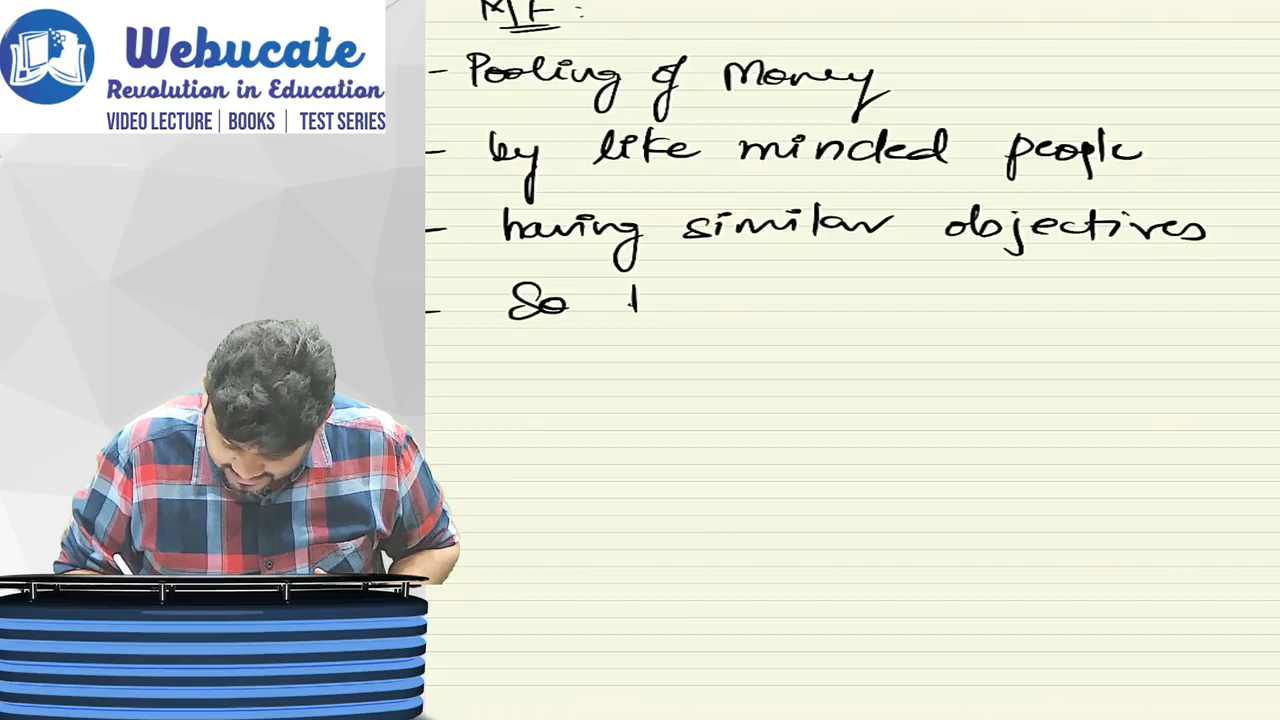 Webucate
Revolution in Education
VIDEO LECTURE | BOOKS | TEST SERIES
MF :
- Pooling of Money
- by like minded people
- having similar objectives
- So